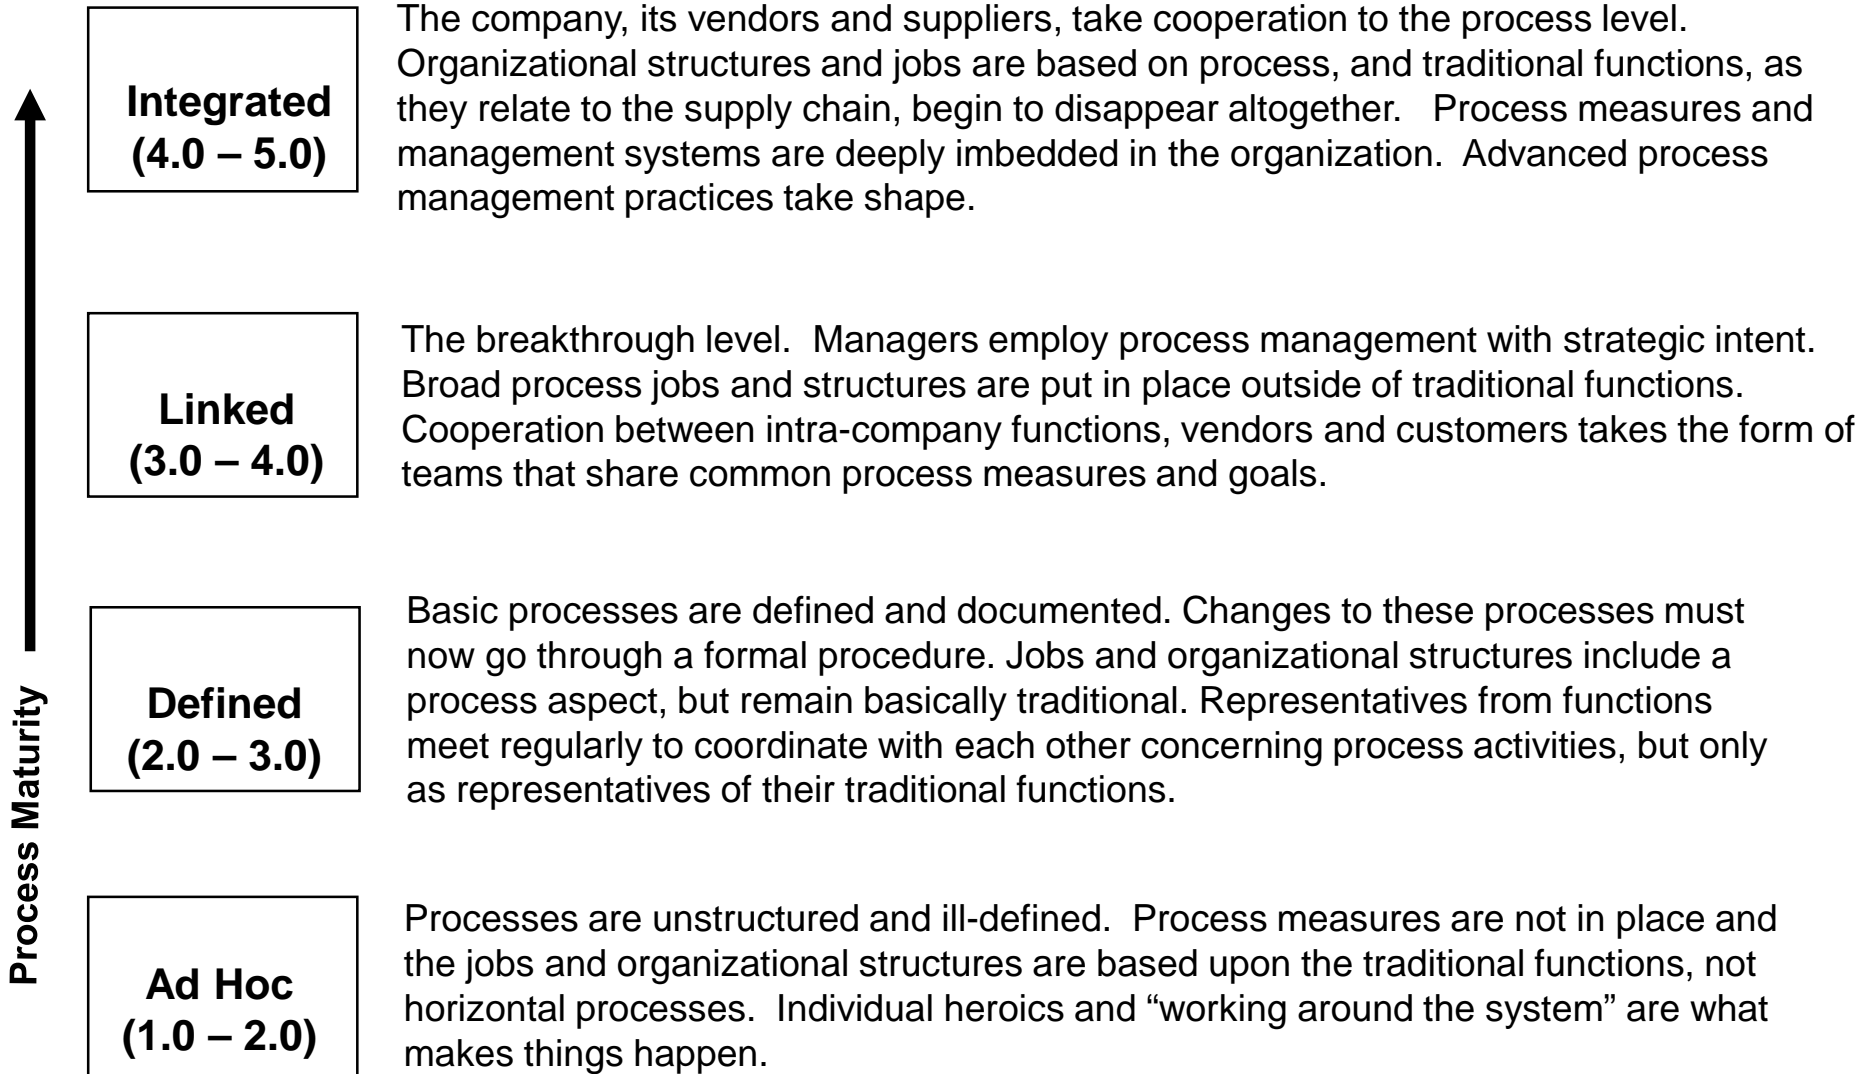 The company, its vendors and suppliers, take cooperation to the process level.
Organizational structures and jobs are based on process, and traditional functions, as
they relate to the supply chain, begin to disappear altogether.   Process measures and
management systems are deeply imbedded in the organization.  Advanced process
management practices take shape.
Integrated
(4.0 – 5.0)
The breakthrough level.  Managers employ process management with strategic intent.
Broad process jobs and structures are put in place outside of traditional functions.
Cooperation between intra-company functions, vendors and customers takes the form of
teams that share common process measures and goals.
Linked
(3.0 – 4.0)
Basic processes are defined and documented. Changes to these processes must
now go through a formal procedure. Jobs and organizational structures include a
process aspect, but remain basically traditional. Representatives from functions
meet regularly to coordinate with each other concerning process activities, but only
as representatives of their traditional functions.
Defined
(2.0 – 3.0)
Process Maturity
Processes are unstructured and ill-defined.  Process measures are not in place and
the jobs and organizational structures are based upon the traditional functions, not
horizontal processes.  Individual heroics and “working around the system” are what
makes things happen.
Ad Hoc
(1.0 – 2.0)